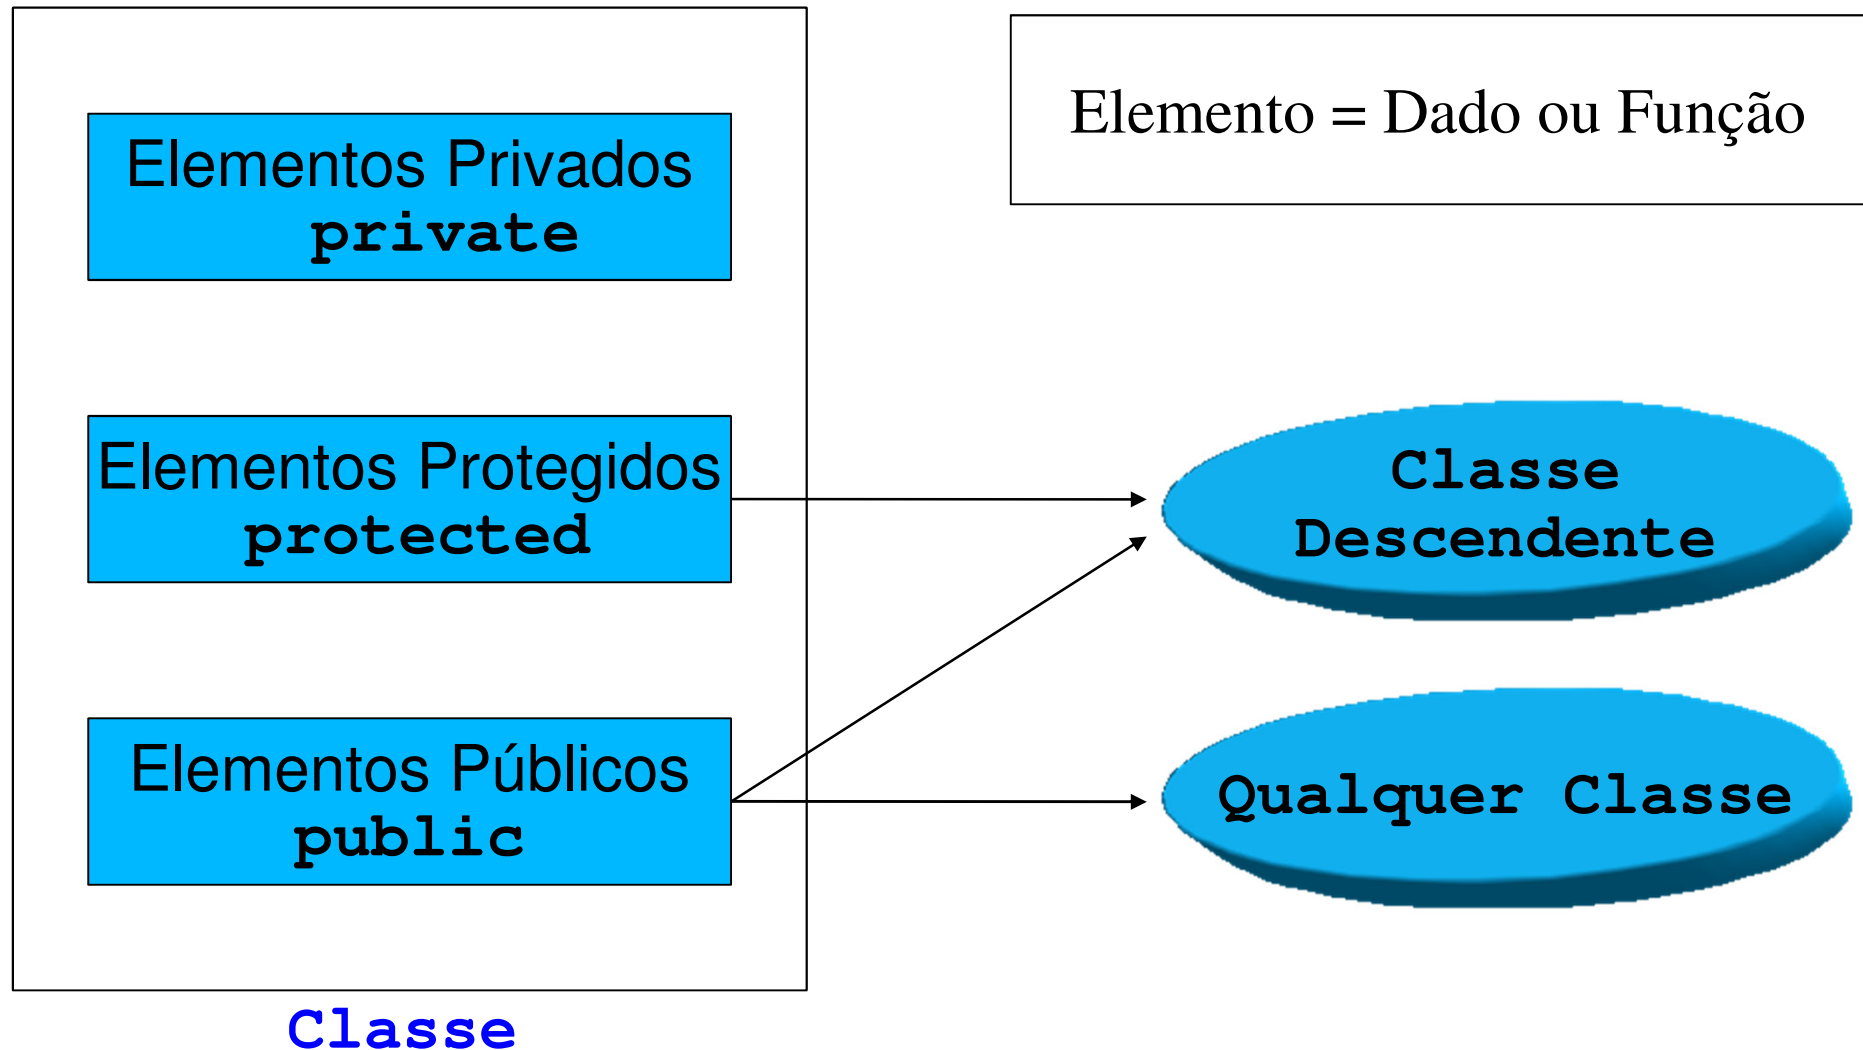 Elementos Privados
private
Elemento = Dado ou Função
Elementos Protegidos
protected
Classe
Descendente
Elementos Públicos
public
Qualquer Classe
Classe